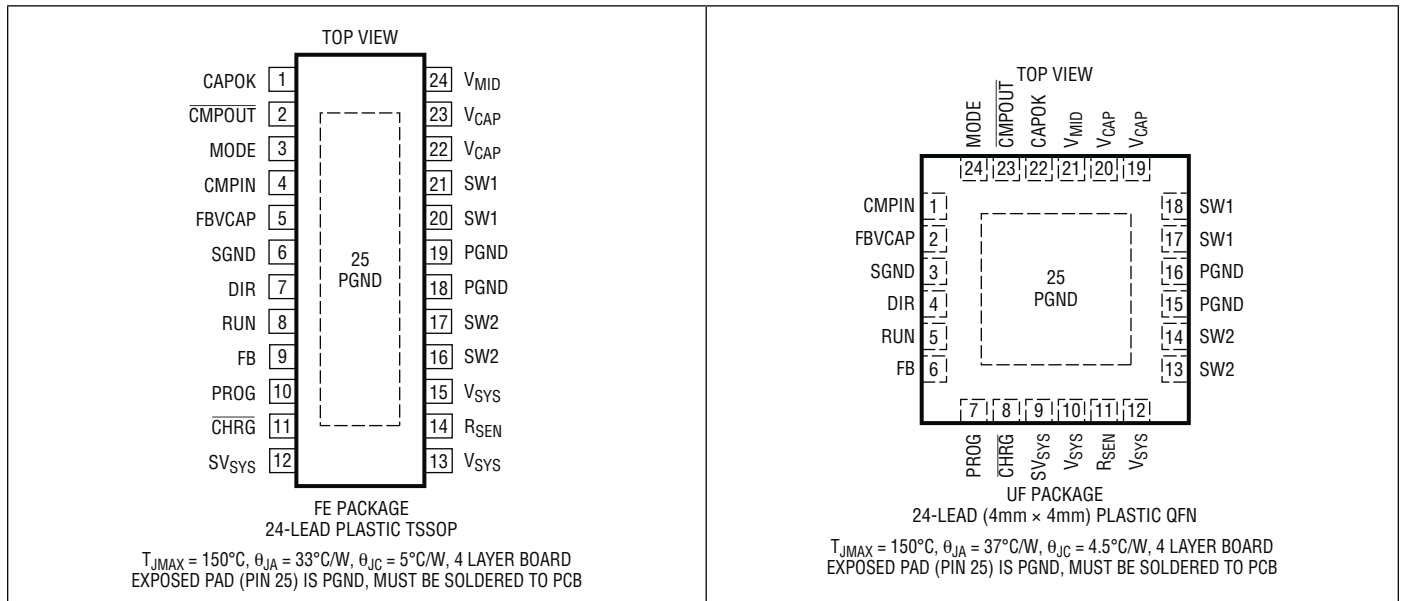 TOP VIEW
CAPOK 1
CMPOUT 2
MODE 3
CMPIN 4
FBVCAP 5
SGND 6
DIR 7
RUN 8
FB 9
PROG 10
CHRG 11
SVSYS 12
24 VMID
23 VCAP
22 VCAP
21 SW1
20 SW1
19 PGND
18 PGND
17 SW2
16 SW2
15 VSYS
14 RSEN
13 VSYS
25
PGND
FE PACKAGE
24-LEAD PLASTIC TSSOP
TJMAX = 150°C, θJA = 33°C/W, θJC = 5°C/W, 4 LAYER BOARD
EXPOSED PAD (PIN 25) IS PGND, MUST BE SOLDERED TO PCB
TOP VIEW
MODE
CMPOUT
CAPOK
VMID
VCAP
VCAP
24 23 22 21 20 19
CMPIN 1
FBVCAP 2
SGND 3
DIR 4
RUN 5
FB 6
18 SW1
17 SW1
16 PGND
15 PGND
14 SW2
13 SW2
25
PGND
7 8 9 10 11 12
PROG
CHRG
SVSYS
VSYS
RSEN
VSYS
UF PACKAGE
24-LEAD (4mm × 4mm) PLASTIC QFN
TJMAX = 150°C, θJA = 37°C/W, θJC = 4.5°C/W, 4 LAYER BOARD
EXPOSED PAD (PIN 25) IS PGND, MUST BE SOLDERED TO PCB